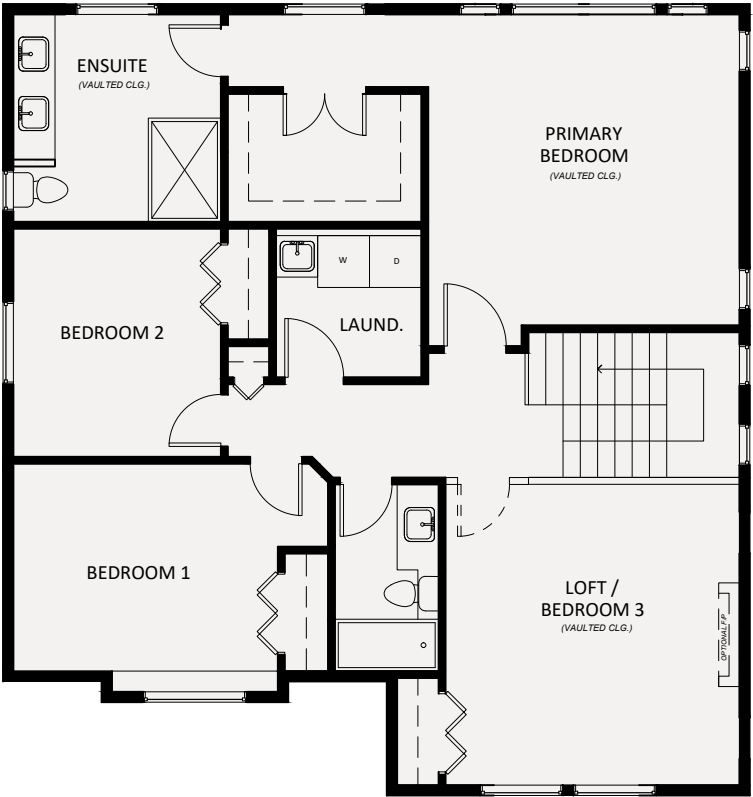 ENSUITE
(VAULTED CLG.)
PRIMARY
BEDROOM
(VAULTED CLG.)
W
D
BEDROOM 2
LAUND.
BEDROOM 1
LOFT /
BEDROOM 3
(VAULTED CLG.)
OPTIONAL F/P